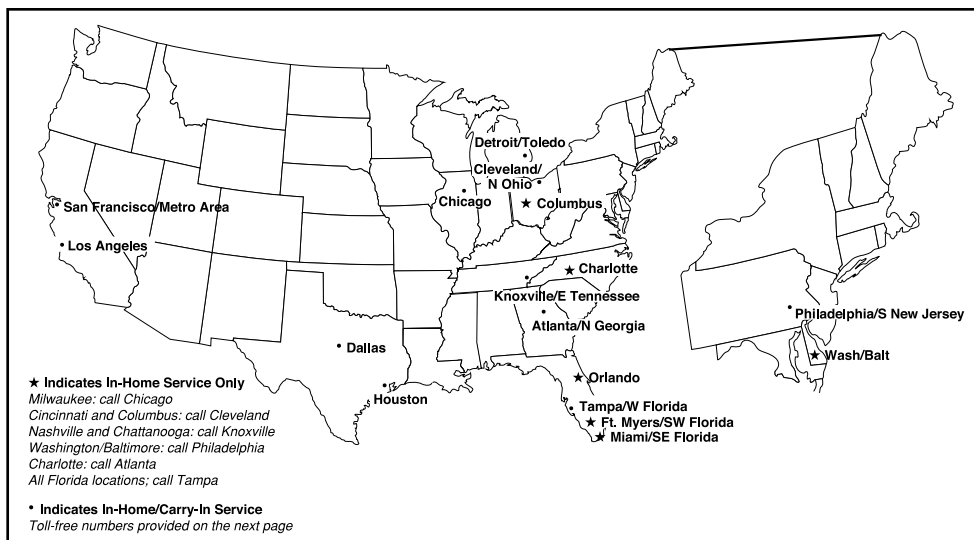 Detroit/Toledo
Cleveland/
N Ohio
Chicago
★ Columbus
San Francisco/Metro Area
Los Angeles
★ Charlotte
Knoxville/E Tennessee
Atlanta/N Georgia
Philadelphia/S New Jersey
Dallas
★ Wash/Balt
★ Orlando
Houston
Tampa/W Florida
★ Ft. Myers/SW Florida
★ Miami/SE Florida
★ Indicates In-Home Service Only
Milwaukee: call Chicago
Cincinnati and Columbus: call Cleveland
Nashville and Chattanooga: call Knoxville
Washington/Baltimore: call Philadelphia
Charlotte: call Atlanta
All Florida locations; call Tampa
• Indicates In-Home/Carry-In Service
Toll-free numbers provided on the next page